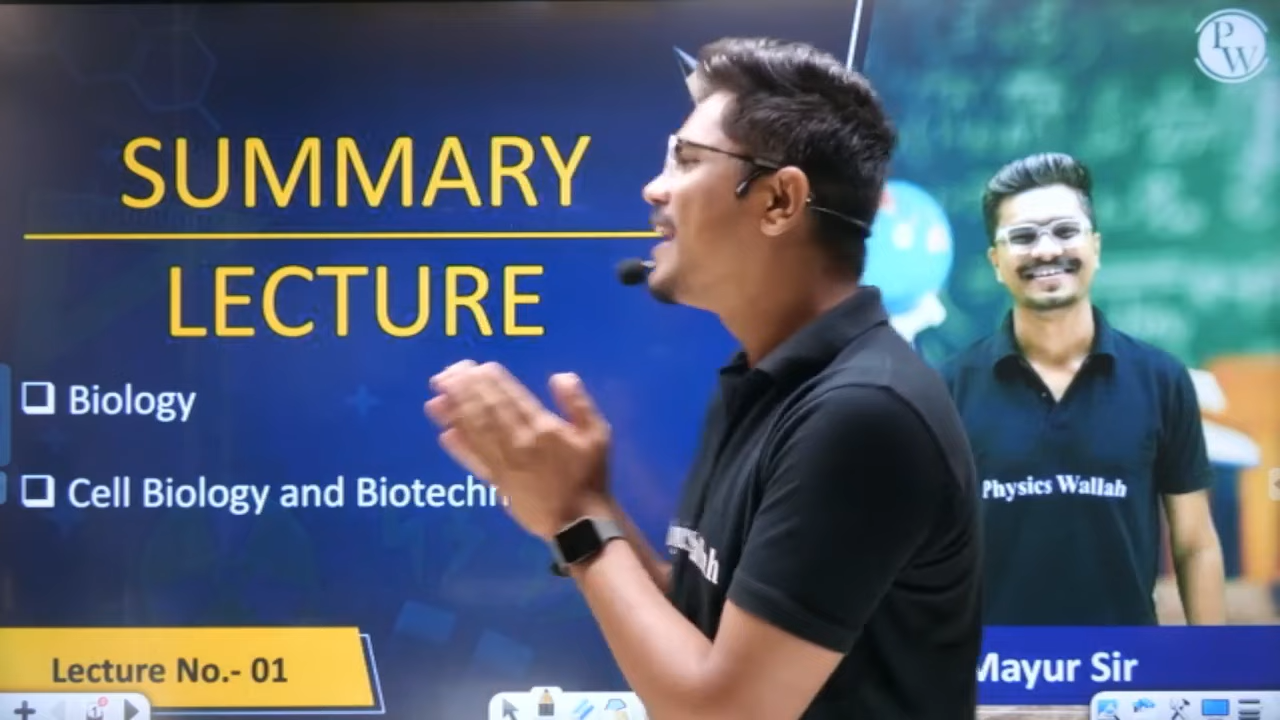 PW
SUMMARY
LECTURE
Biology
Cell Biology and Biotechn
Physics Wallah
Lecture No.- 01
Mayur Sir